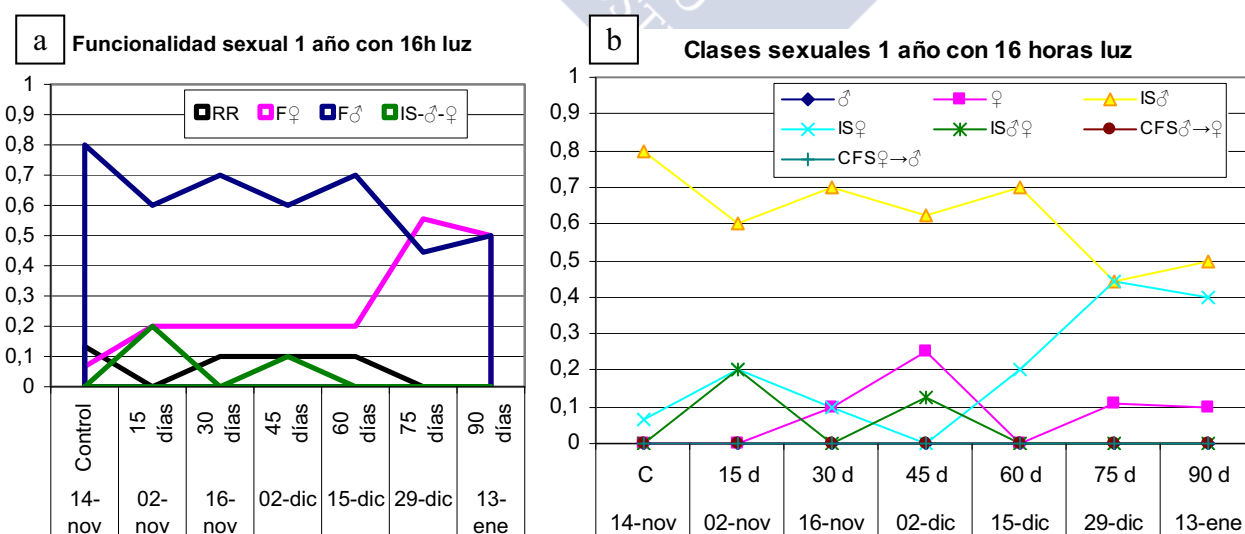 a
Funcionalidad sexual 1 año con 16h luz
RR F♀ F♂ IS-♂-♀
1
0,9
0,8
0,7
0,6
0,5
0,4
0,3
0,2
0,1
0
Control 15 días 30 días 45 días 60 días 75 días 90 días
14-nov 02-nov 16-nov 02-dic 15-dic 29-dic 13-ene
b
Clases sexuales 1 año con 16 horas luz
♂ ♀ IS♂
IS♀ IS♂♀ CFS♂→♀
CFS♀→♂
1
0,9
0,8
0,7
0,6
0,5
0,4
0,3
0,2
0,1
0
C 15 d 30 d 45 d 60 d 75 d 90 d
14-nov 02-nov 16-nov 02-dic 15-dic 29-dic 13-ene